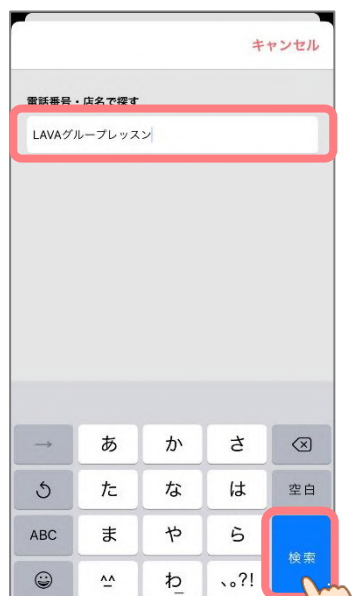 キャンセル
電話番号・店名で探す
LAVAグループレッスン
→ あ か さ
た な は 空白
ABC ま や ら
検索
^^ わ 、。?!